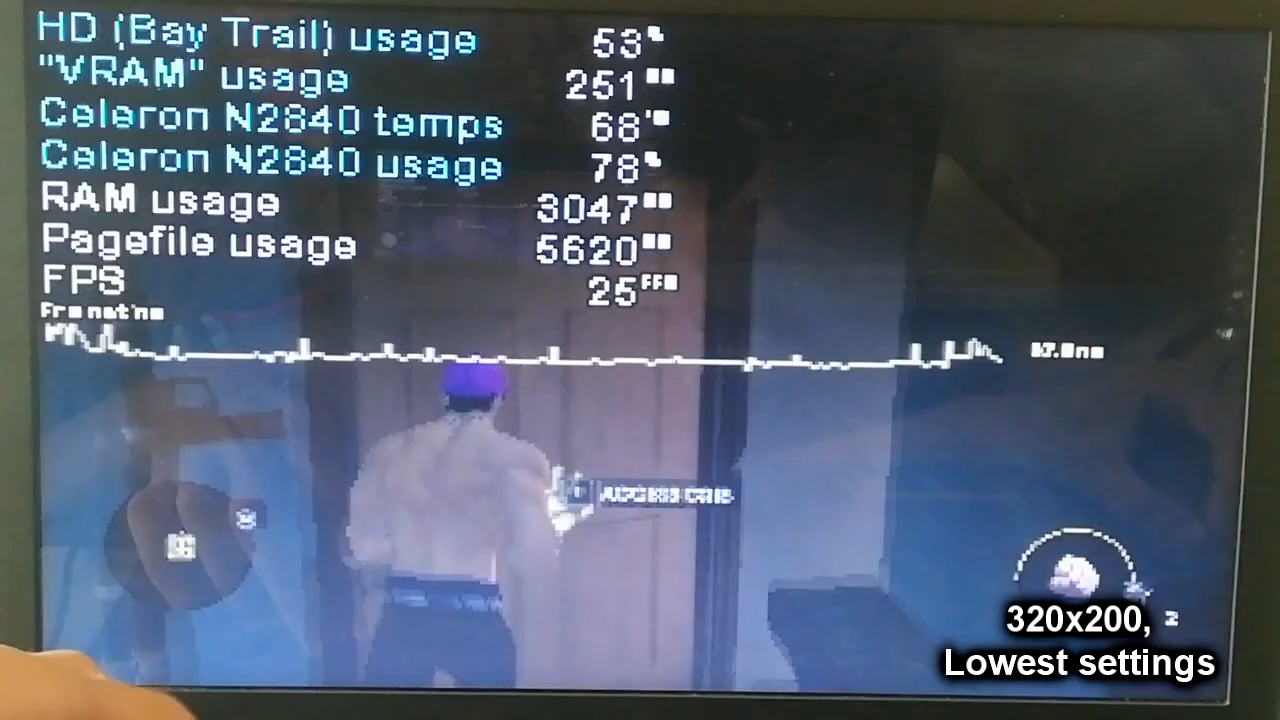 HD (Bay Trail) usage 53%
"VRAM" usage 251
Celeron N2840 temps 68
Celeron N2840 usage 78%
RAM usage 3047
Pagefile usage 5620
FPS 25
320x200,
2
Lowest settings